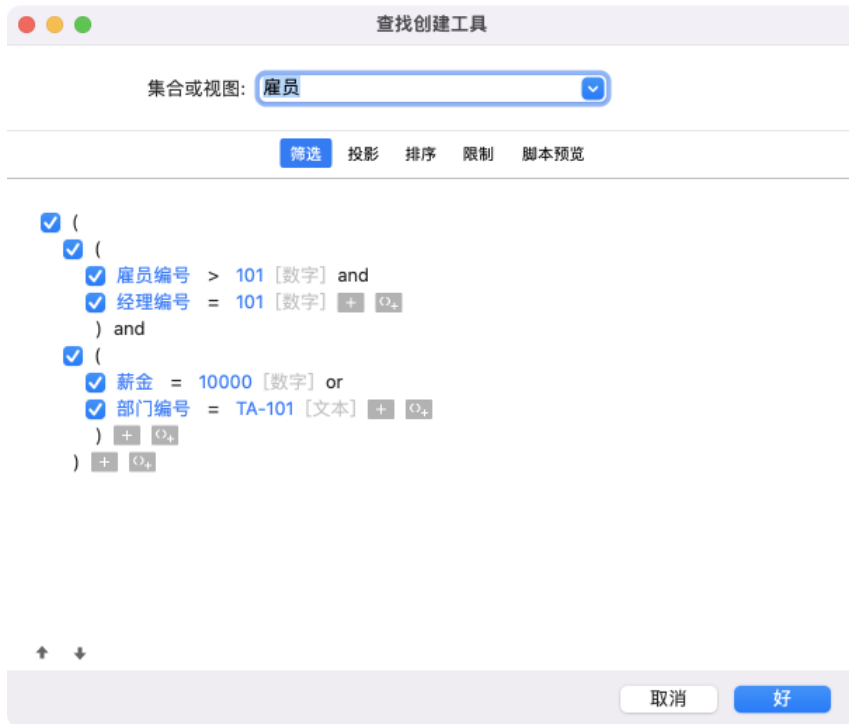 查找创建工具
集合或视图: 雇员
筛选 投影 排序 限制 脚本预览
(
(
雇员编号 > 101 [数字] and
经理编号 = 101 [数字] +
) and
(
薪金 = 10000 [数字] or
部门编号 = TA-101 [文本] +
) +
) +
取消 好